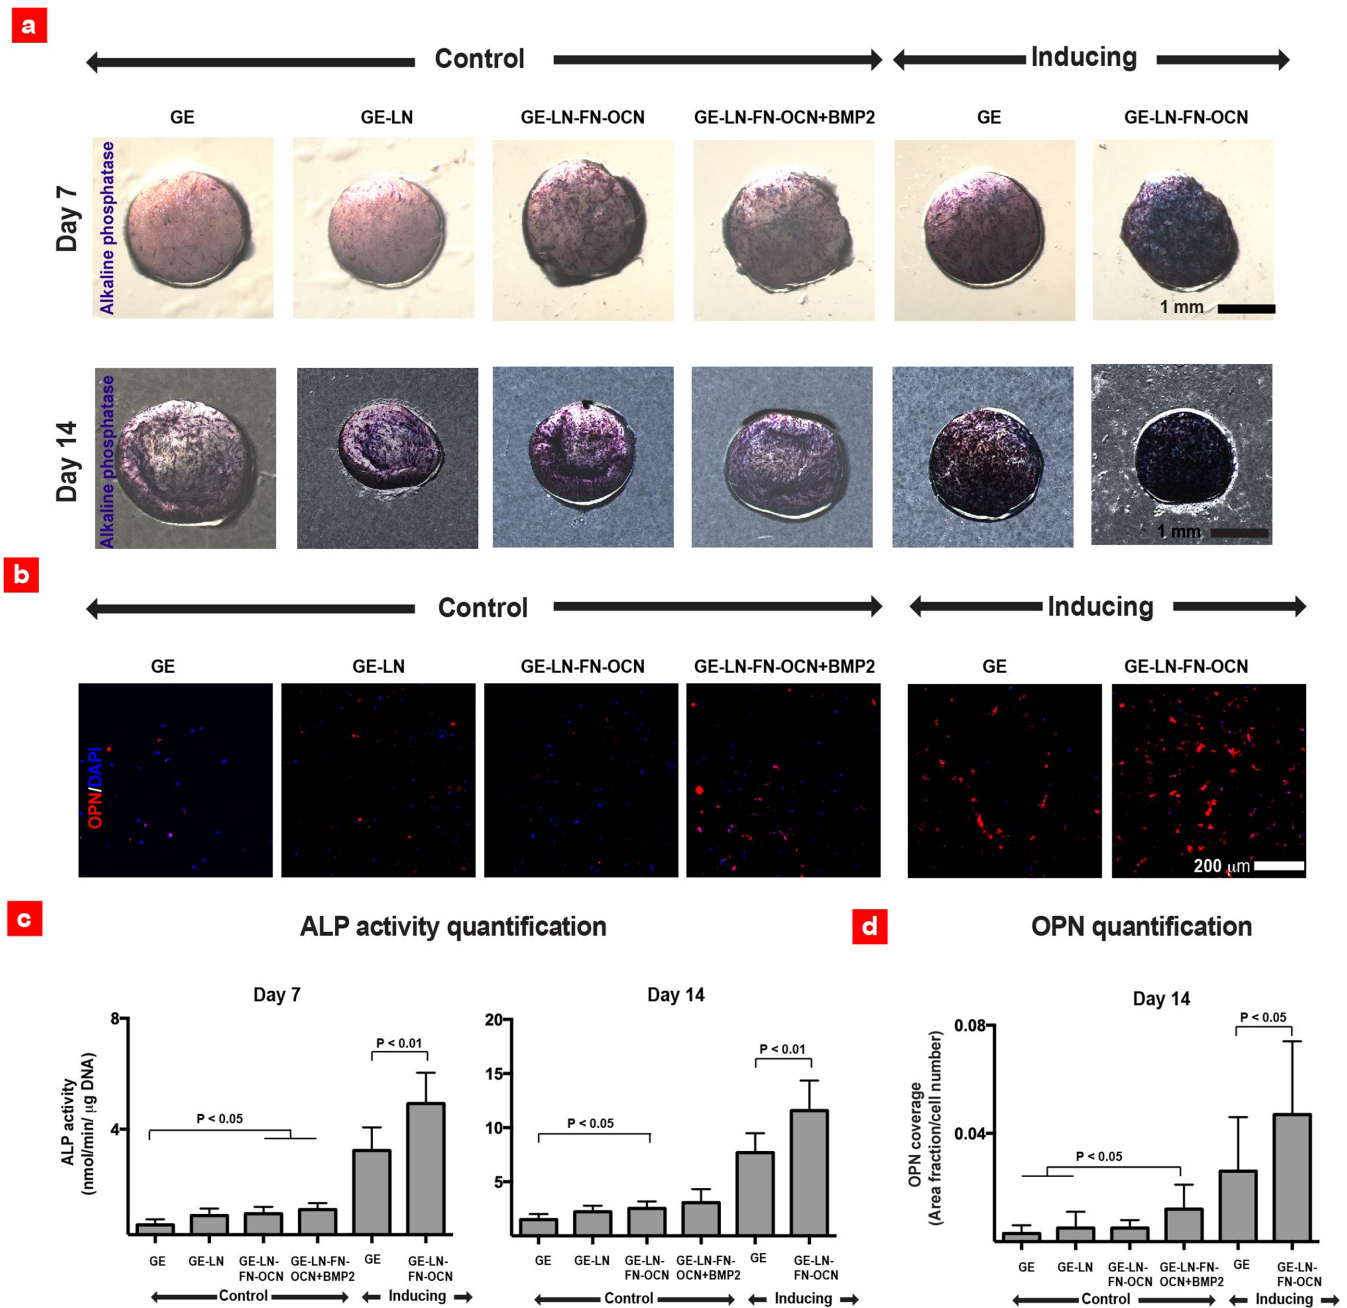 a
Control
Inducing
GE
GE-LN
GE-LN-FN-OCN
GE-LN-FN-OCN+BMP2
GE
GE-LN-FN-OCN
Day 7
Alkaline phosphatase
1 mm
Day 14
Alkaline phosphatase
1 mm
b
Control
Inducing
GE
GE-LN
GE-LN-FN-OCN
GE-LN-FN-OCN+BMP2
GE
GE-LN-FN-OCN
OPN/DAPI
200 μm
c
ALP activity quantification
Day 7
ALP activity
(nmol/min/ μg DNA)
8
4
P < 0.05
P < 0.01
GE
GE-LN
GE-LN-
FN-OCN
GE-LN-FN-
OCN+BMP2
GE
GE-LN-
FN-OCN
Control
Inducing
Day 14
20
15
10
5
P < 0.05
P < 0.01
GE
GE-LN
GE-LN-
FN-OCN
GE-LN-FN-
OCN+BMP2
GE
GE-LN-
FN-OCN
Control
Inducing
d
OPN quantification
Day 14
OPN coverage
(Area fraction/cell number)
0.08
0.04
P < 0.05
P < 0.05
GE
GE-LN
GE-LN-
FN-OCN
GE-LN-FN-
OCN+BMP2
GE
GE-LN-
FN-OCN
Control
Inducing